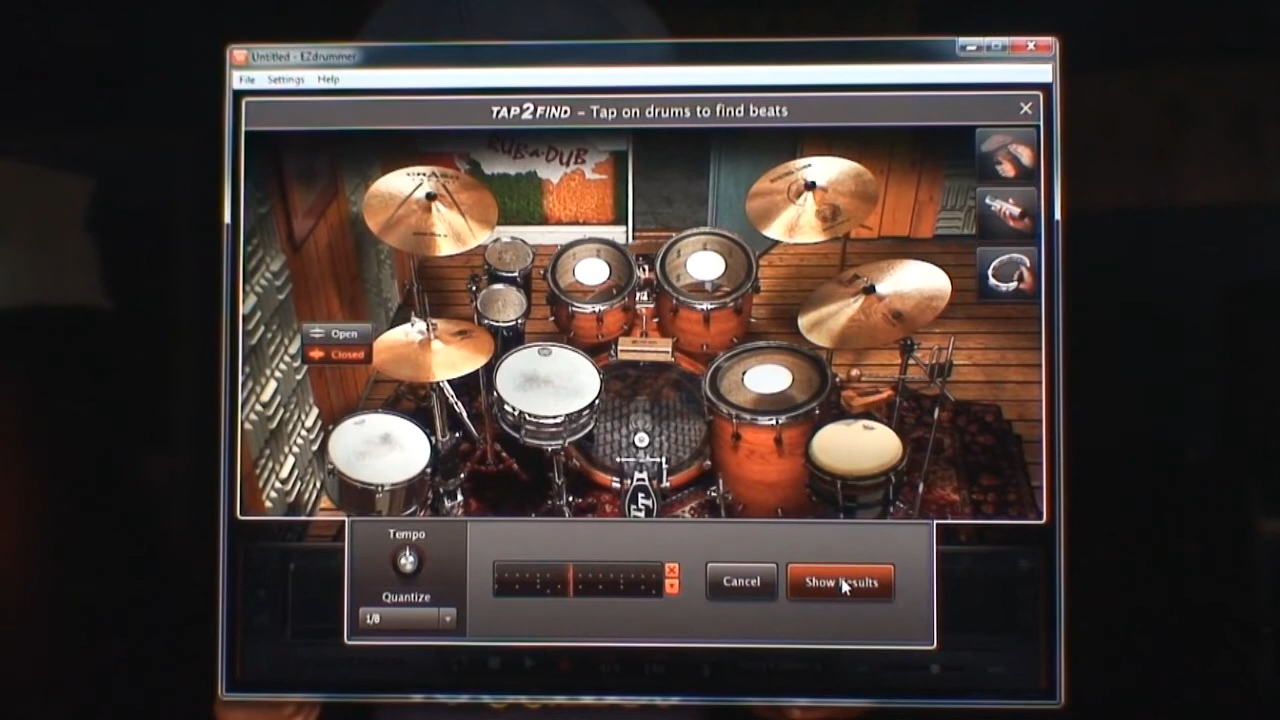 Untitled - EZdrummer
File Settings Help
TAP2FIND – Tap on drums to find beats
RUB-A-DUB
CRASH
Open
Closed
Tempo
Quantize
1/8
Cancel
Show Results